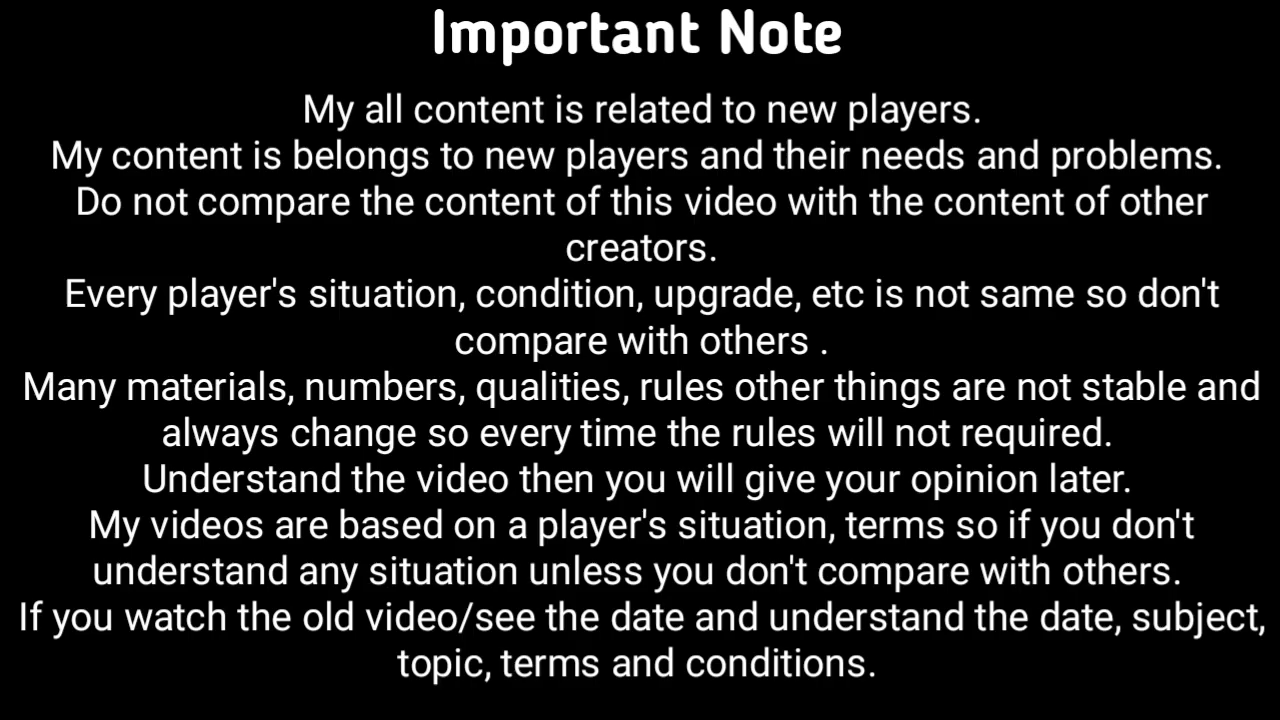 Important Note
My all content is related to new players.
My content is belongs to new players and their needs and problems.
Do not compare the content of this video with the content of other
creators.
Every player's situation, condition, upgrade, etc is not same so don't
compare with others .
Many materials, numbers, qualities, rules other things are not stable and
always change so every time the rules will not required.
Understand the video then you will give your opinion later.
My videos are based on a player's situation, terms so if you don't
understand any situation unless you don't compare with others.
If you watch the old video/see the date and understand the date, subject,
topic, terms and conditions.